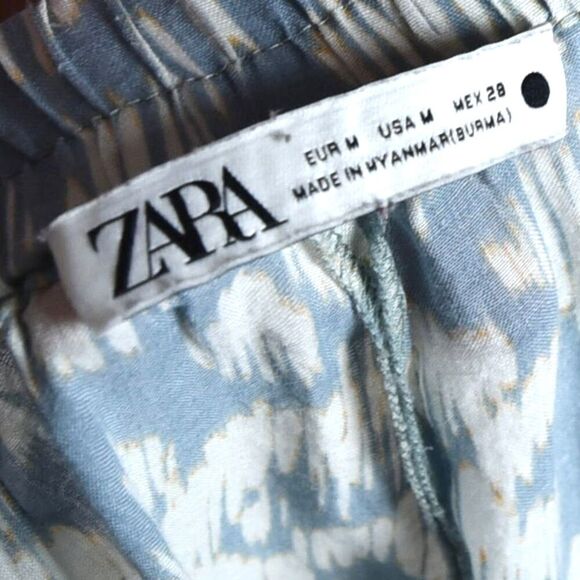 ZARA
EUR M USA M MEX 28
MADE IN MYANMAR(BURMA)